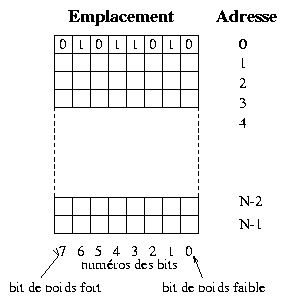 Emplacement Adresse
0 1 0 1 1 0 1 0 0
1
2
3
4
N-2
N-1
7 6 5 4 3 2 1 0
numéros des bits
bit de poids fort bit de poids faible